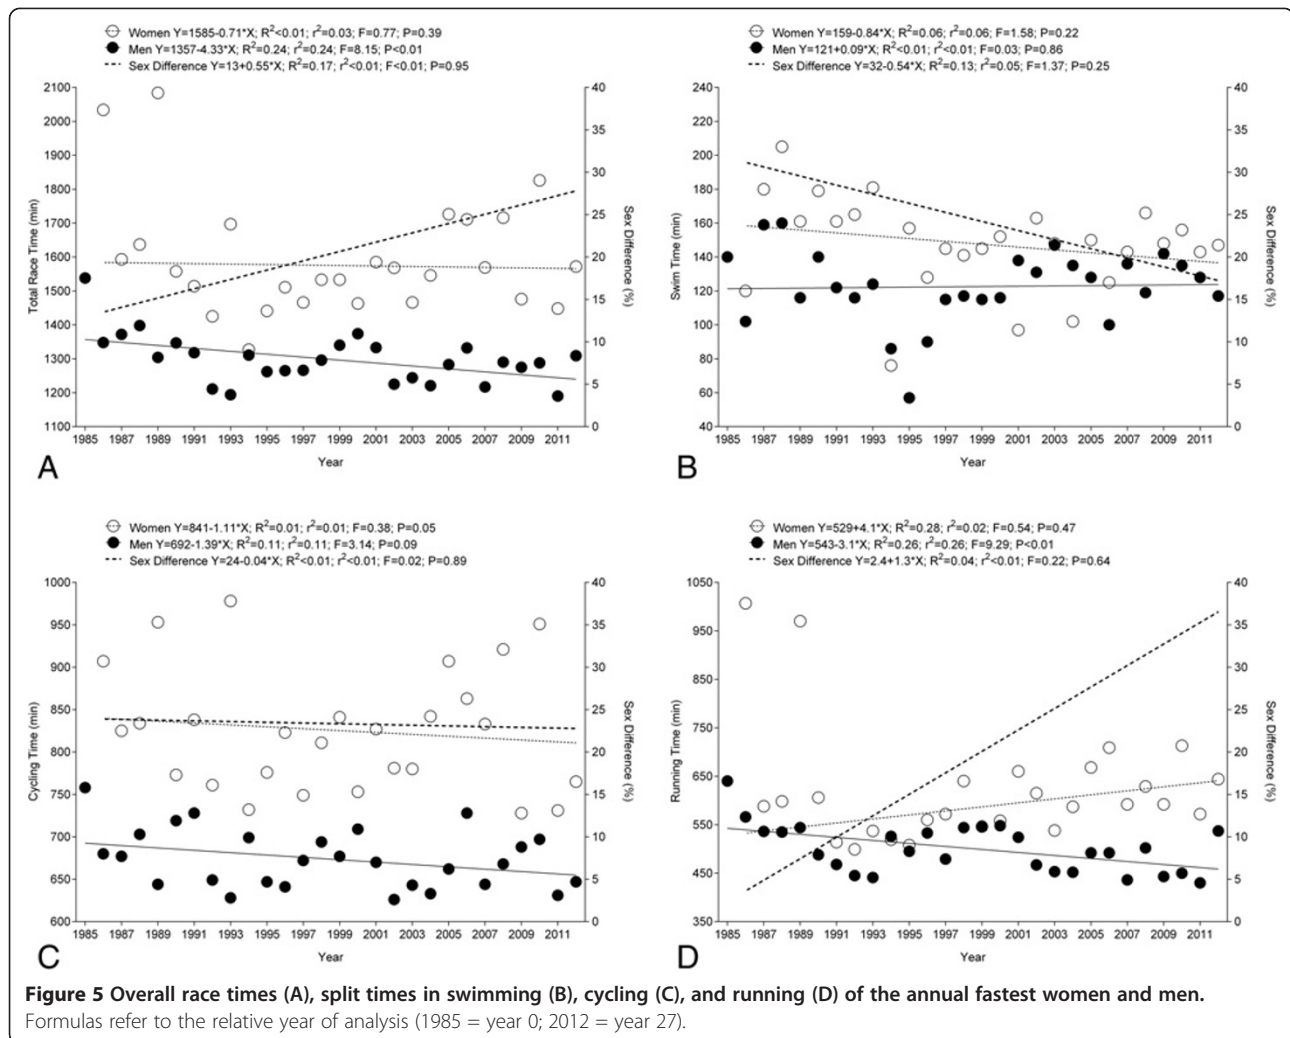 Women Y=1585-0.71*X; R²<0.01; r²=0.03; F=0.77; P=0.39
Men Y=1357-4.33*X; R²=0.24; r²=0.24; F=8.15; P<0.01
Sex Difference Y=13+0.55*X; R²=0.17; r²<0.01; F<0.01; P=0.95
2100
2000
1900
1800
1700
1600
1500
1400
1300
1200
1100
Total Race Time (min)
40
35
30
25
20
15
10
5
0
Sex Difference (%)
1985 1987 1989 1991 1993 1995 1997 1999 2001 2003 2005 2007 2009 2011
Year
A
Women Y=159-0.84*X; R²=0.06; r²=0.06; F=1.58; P=0.22
Men Y=121+0.09*X; R²<0.01; r²<0.01; F=0.03; P=0.86
Sex Difference Y=32-0.54*X; R²=0.13; r²=0.05; F=1.37; P=0.25
240
220
200
180
160
140
120
100
80
60
40
Swim Time (min)
40
35
30
25
20
15
10
5
0
Sex Difference (%)
1985 1987 1989 1991 1993 1995 1997 1999 2001 2003 2005 2007 2009 2011
Year
B
Women Y=841-1.11*X; R²=0.01; r²=0.01; F=0.38; P=0.05
Men Y=692-1.39*X; R²=0.11; r²=0.11; F=3.14; P=0.09
Sex Difference Y=24-0.04*X; R²<0.01; r²<0.01; F=0.02; P=0.89
1000
950
900
850
800
750
700
650
600
Cycling Time (min)
40
35
30
25
20
15
10
5
0
Sex Difference (%)
1985 1987 1989 1991 1993 1995 1997 1999 2001 2003 2005 2007 2009 2011
Year
C
Women Y=529+4.1*X; R²=0.28; r²=0.02; F=0.54; P=0.47
Men Y=543-3.1*X; R²=0.26; r²=0.26; F=9.29; P<0.01
Sex Difference Y=2.4+1.3*X; R²=0.04; r²<0.01; F=0.22; P=0.64
1050
950
850
750
650
550
450
350
Running Time (min)
40
35
30
25
20
15
10
5
0
Sex Difference (%)
1985 1987 1989 1991 1993 1995 1997 1999 2001 2003 2005 2007 2009 2011
Year
D
Figure 5 Overall race times (A), split times in swimming (B), cycling (C), and running (D) of the annual fastest women and men.
Formulas refer to the relative year of analysis (1985 = year 0; 2012 = year 27).